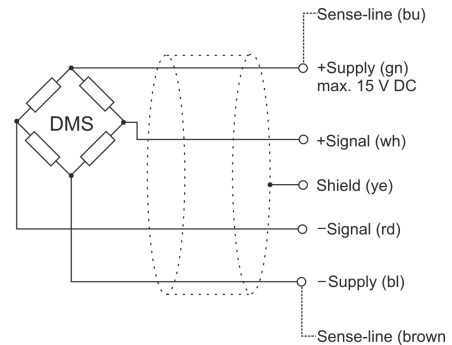 Sense-line (bu)
+Supply (gn)
max. 15 V DC
DMS
+Signal (wh)
Shield (ye)
−Signal (rd)
−Supply (bl)
Sense-line (brown